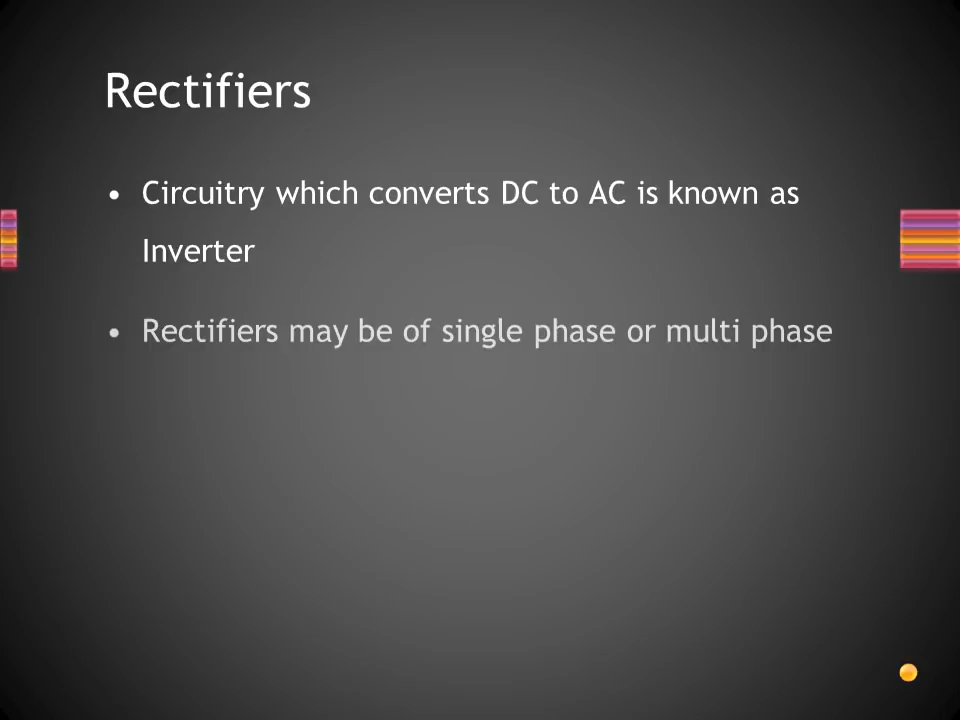 Rectifiers
• Circuitry which converts DC to AC is known as
Inverter
• Rectifiers may be of single phase or multi phase